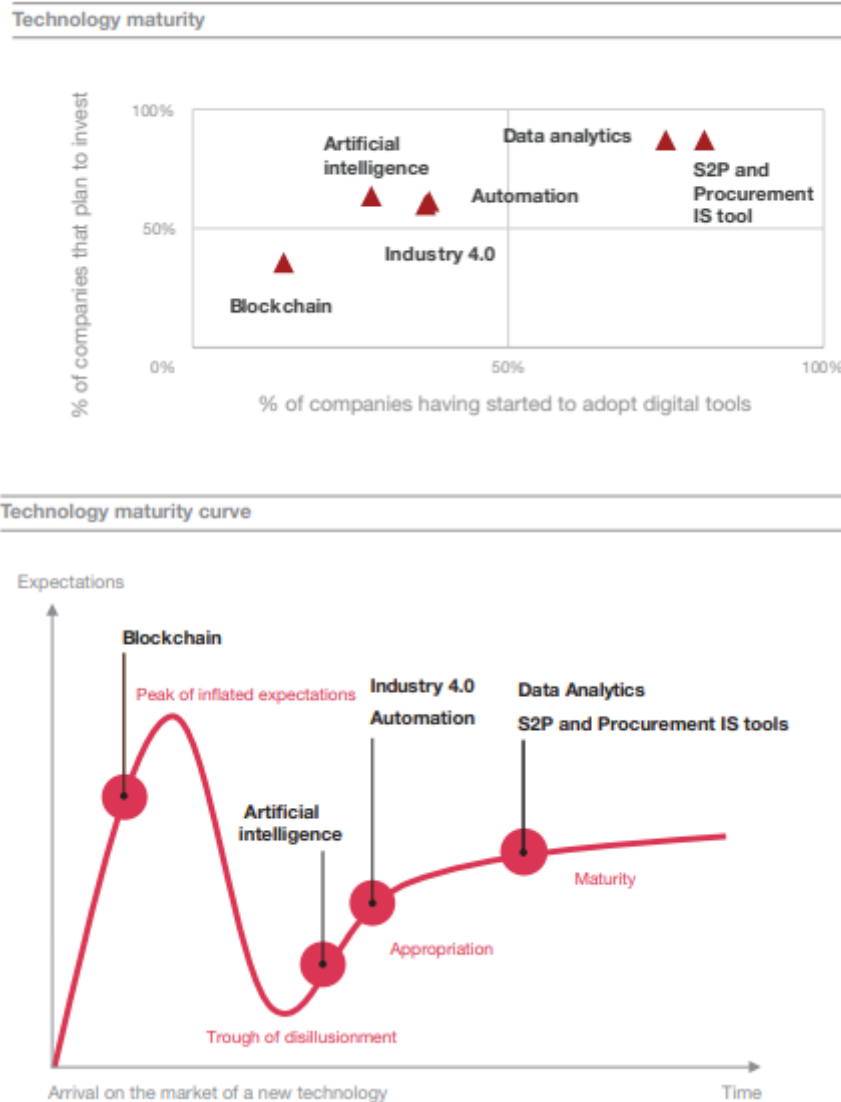 Technology maturity
% of companies that plan to invest
100%
Artificial
intelligence
Data analytics
S2P and
Procurement
IS tool
Automation
50%
Industry 4.0
Blockchain
0%
50%
100%
% of companies having started to adopt digital tools
Technology maturity curve
Expectations
Blockchain
Peak of inflated expectations
Industry 4.0
Automation
Data Analytics
S2P and Procurement IS tools
Artificial
intelligence
Maturity
Appropriation
Trough of disillusionment
Arrival on the market of a new technology
Time